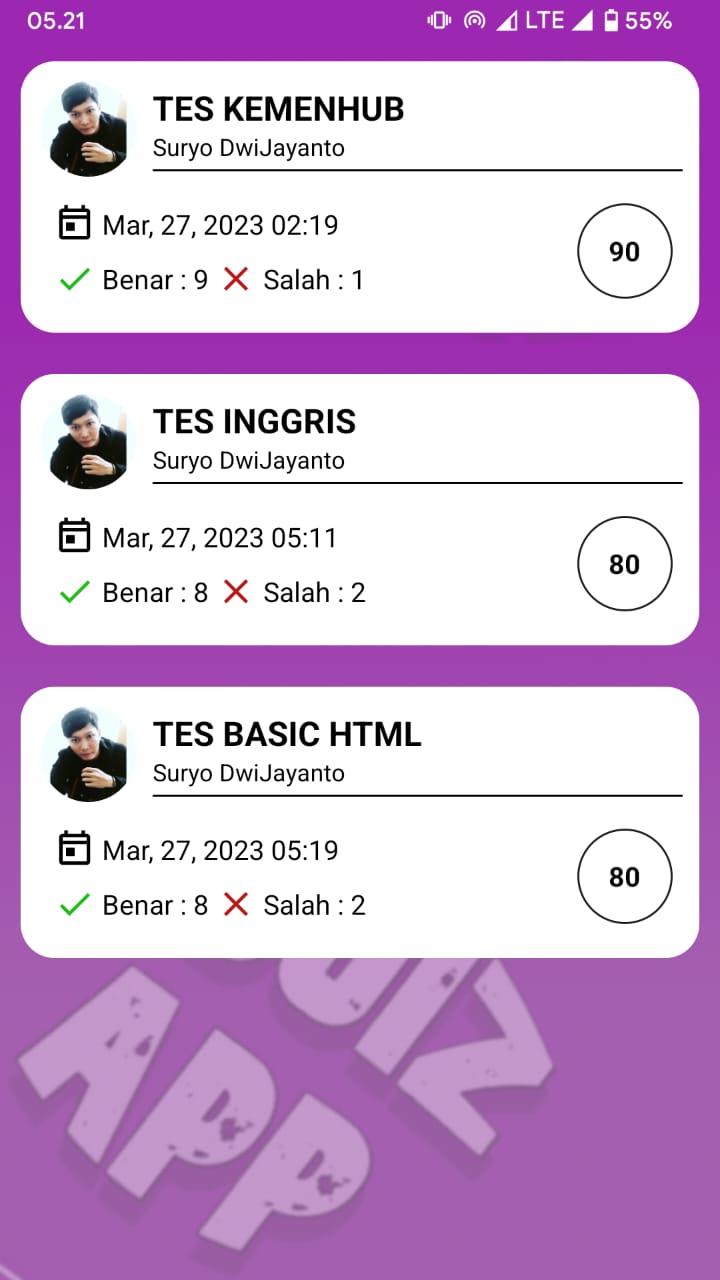 05.21 LTE 55%
TES KEMENHUB
Suryo DwiJayanto
Mar, 27, 2023 02:19
90
Benar : 9 Salah : 1
TES INGGRIS
Suryo DwiJayanto
Mar, 27, 2023 05:11
80
Benar : 8 Salah : 2
TES BASIC HTML
Suryo DwiJayanto
Mar, 27, 2023 05:19
80
Benar : 8 Salah : 2
QUIZ
APP